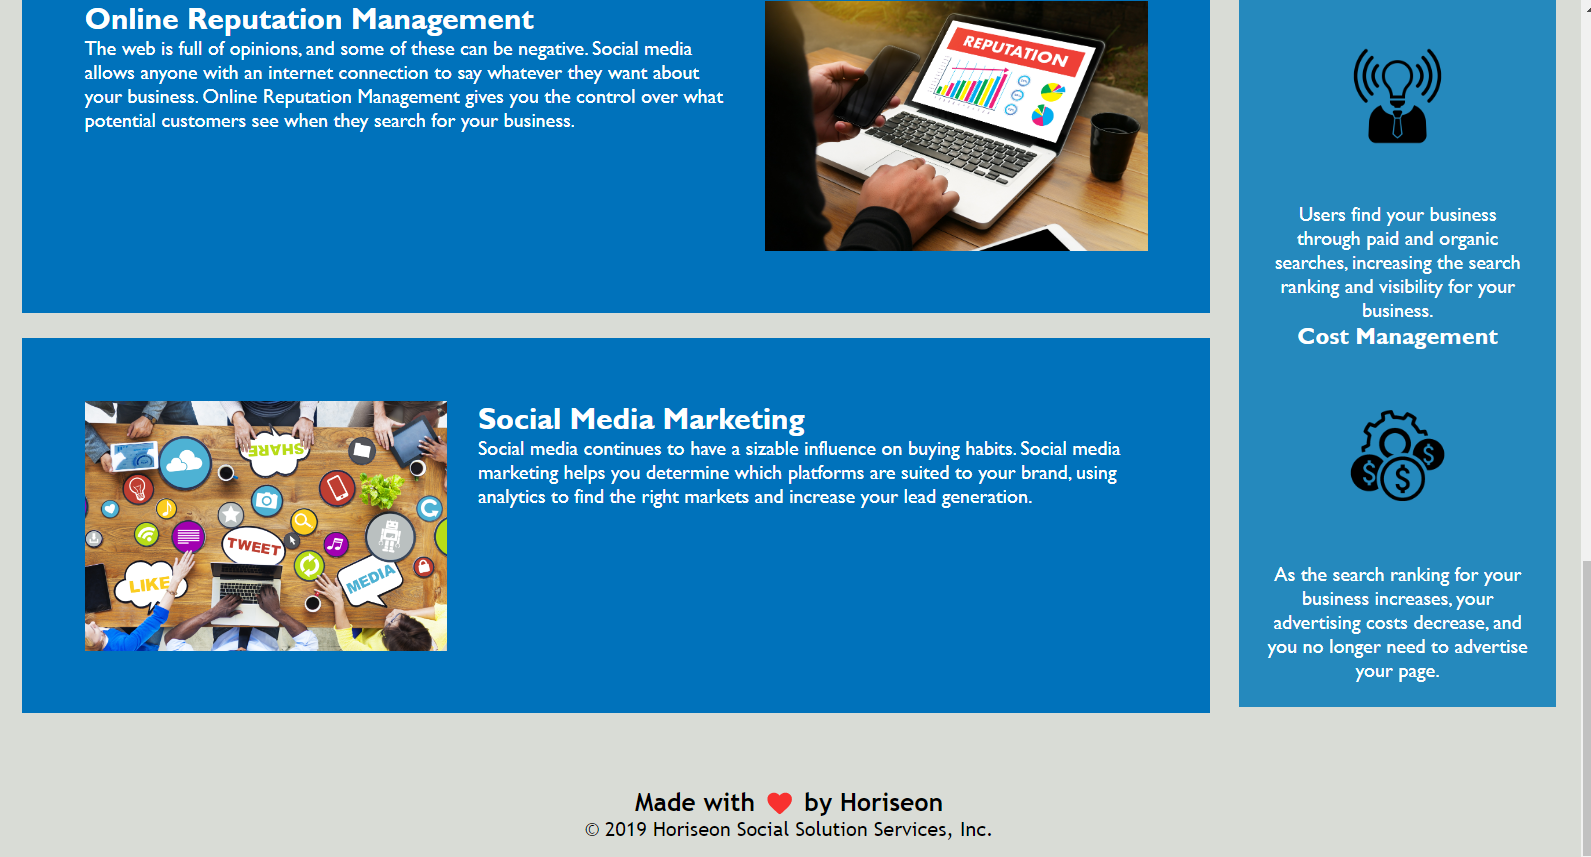 Online Reputation Management
The web is full of opinions, and some of these can be negative. Social media
allows anyone with an internet connection to say whatever they want about
your business. Online Reputation Management gives you the control over what
potential customers see when they search for your business.
REPUTATION
Social Media Marketing
Social media continues to have a sizable influence on buying habits. Social media
marketing helps you determine which platforms are suited to your brand, using
analytics to find the right markets and increase your lead generation.
SHARE
TWEET
LIKE
MEDIA
Users find your business
through paid and organic
searches, increasing the search
ranking and visibility for your
business.
Cost Management
$
$
$
As the search ranking for your
business increases, your
advertising costs decrease, and
you no longer need to advertise
your page.
Made with ❤ by Horiseon
© 2019 Horiseon Social Solution Services, Inc.